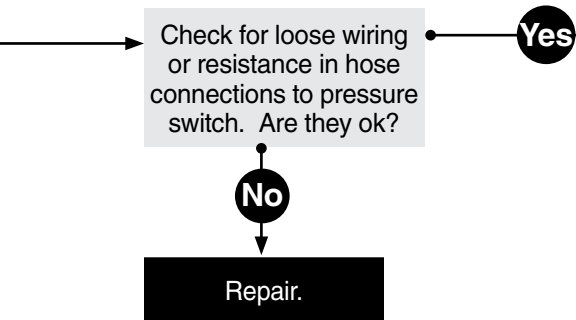 Check for loose wiring
or resistance in hose
connections to pressure
switch.  Are they ok?
Yes
No
Repair.